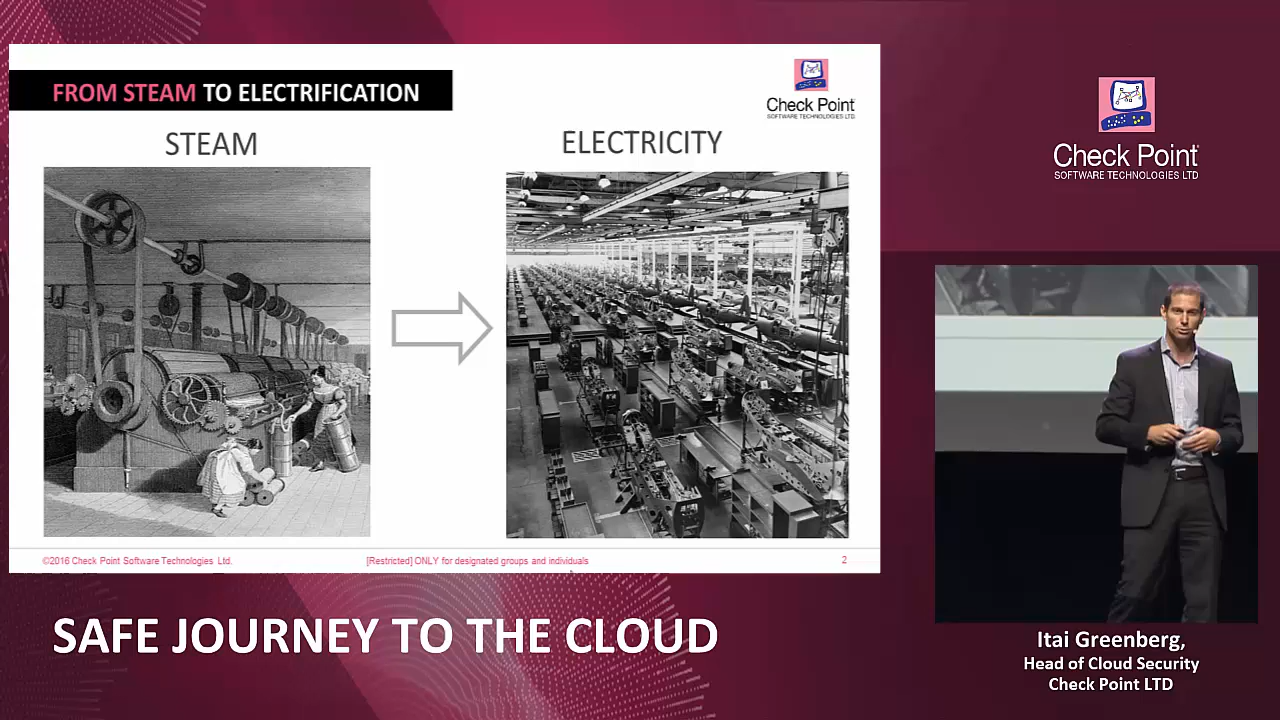 FROM STEAM TO ELECTRIFICATION
Check Point
SOFTWARE TECHNOLOGIES LTD.
STEAM
ELECTRICITY
©2016 Check Point Software Technologies Ltd.
[Restricted] ONLY for designated groups and individuals
2
Check Point
SOFTWARE TECHNOLOGIES LTD
SAFE JOURNEY TO THE CLOUD
Itai Greenberg,
Head of Cloud Security
Check Point LTD